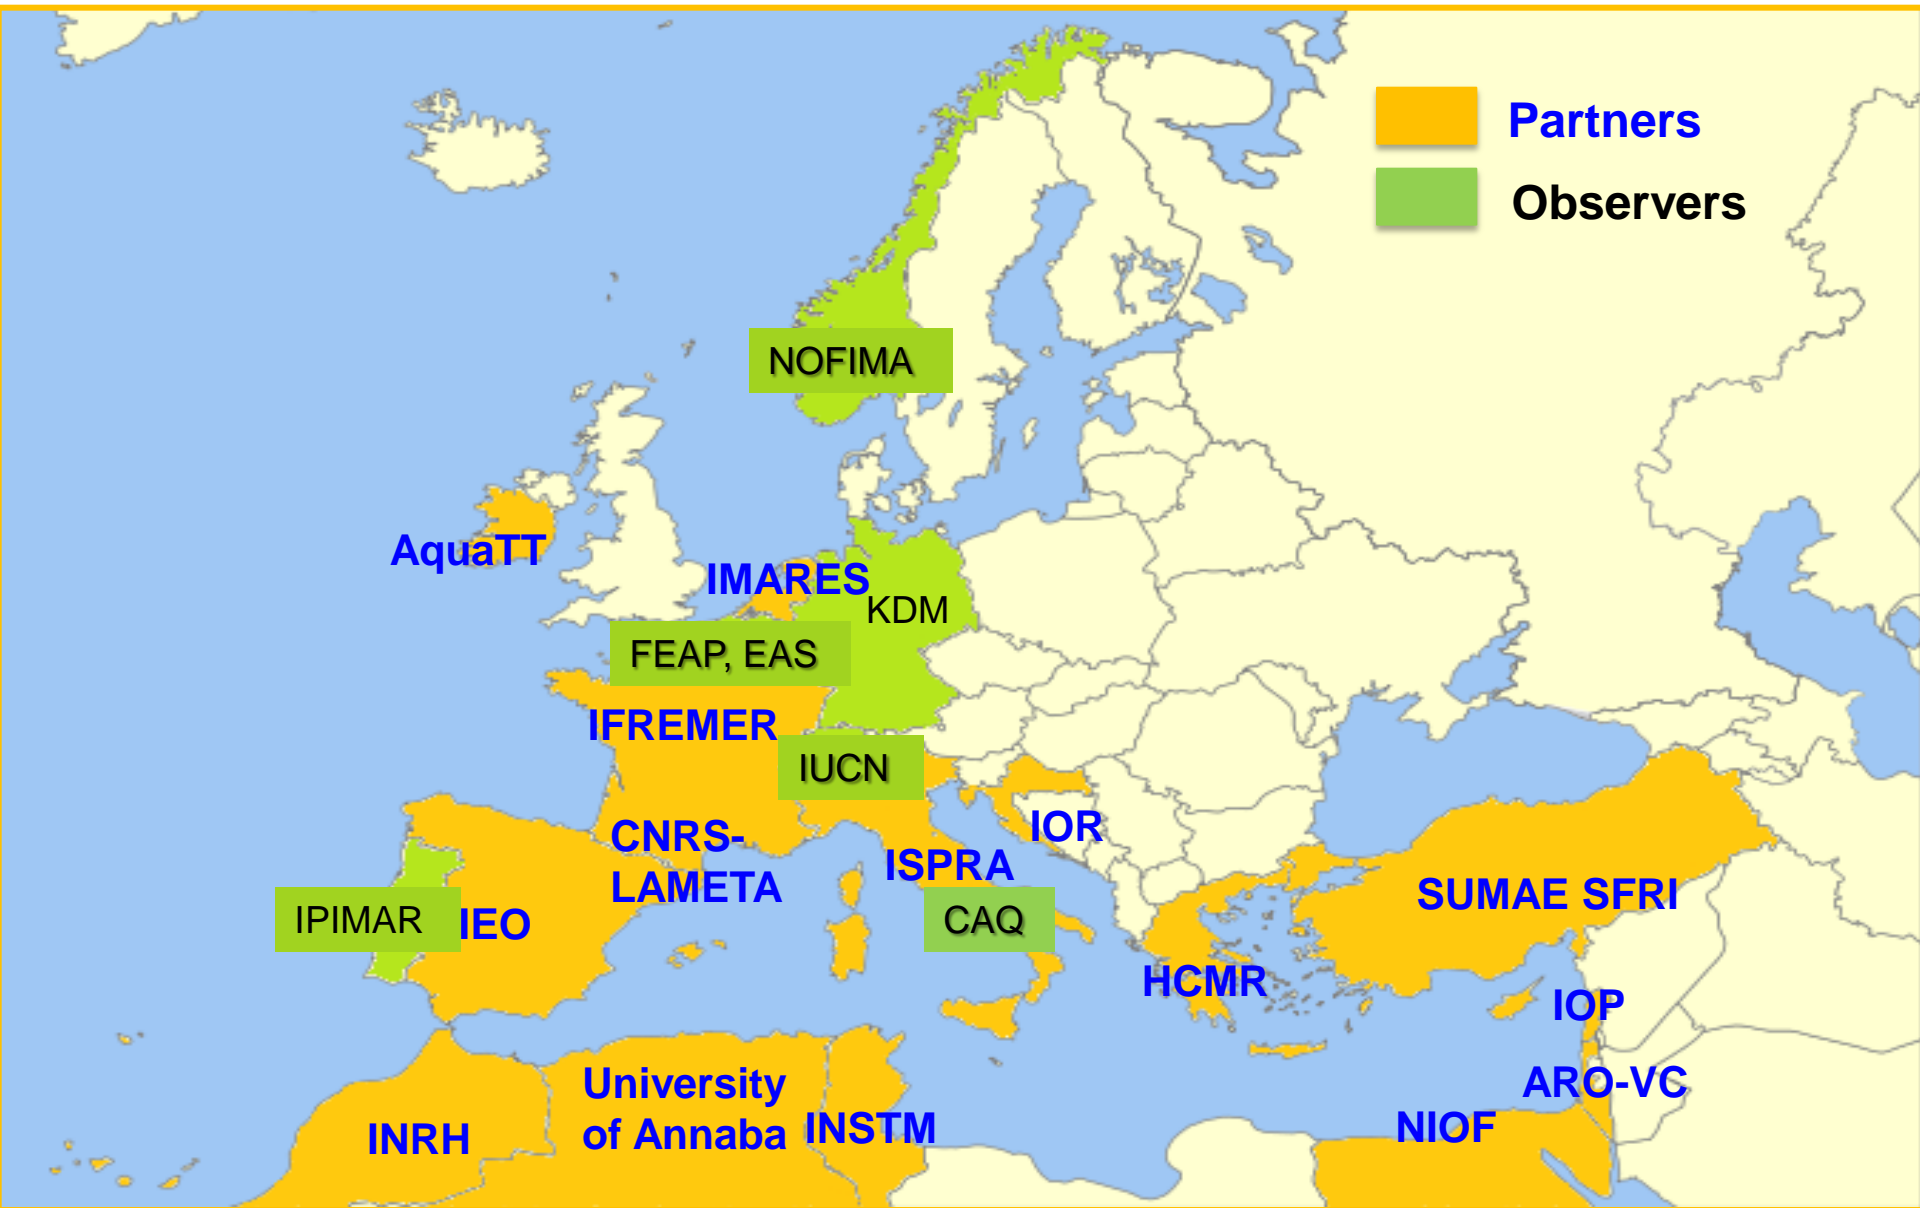 Partners
Observers
NOFIMA
AquaTT
IMARES
KDM
FEAP, EAS
IFREMER
IUCN
CNRS-
LAMETA
IOR
ISPRA
SUMAE SFRI
IPIMAR
IEO
CAQ
HCMR
IOP
University
of Annaba
ARO-VC
INRH
INSTM
NIOF